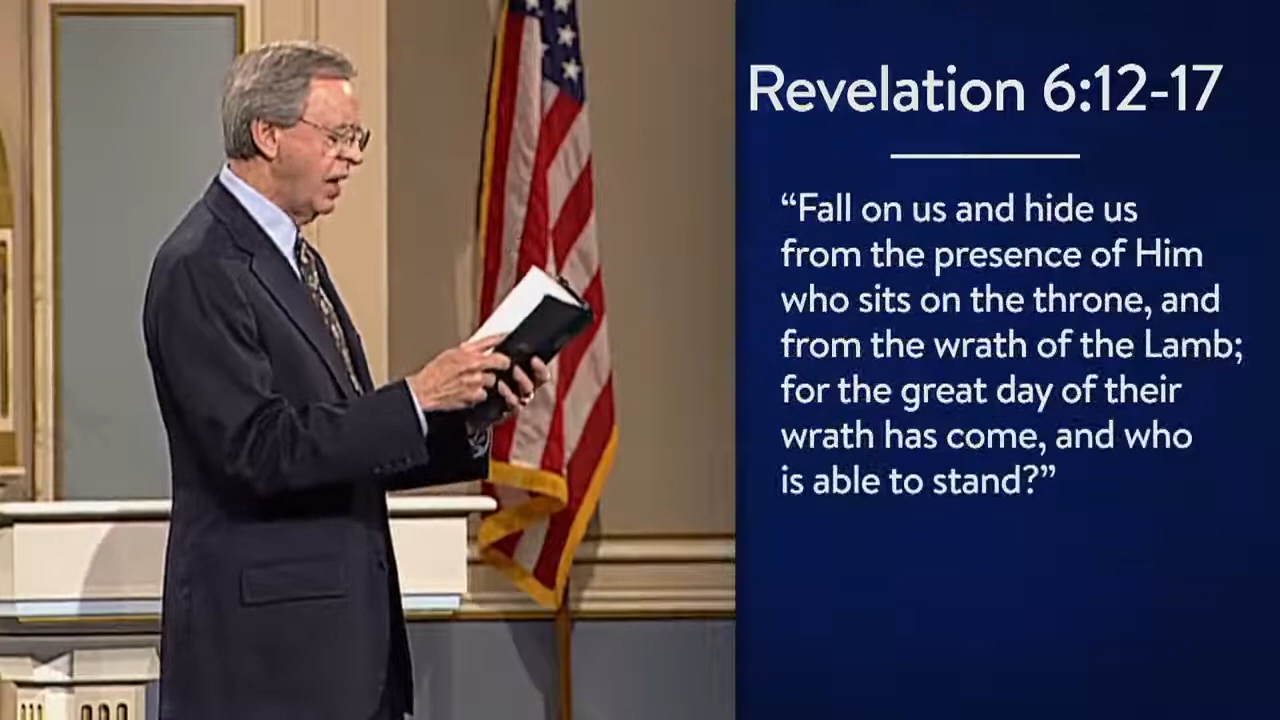 Revelation 6:12-17
“Fall on us and hide us
from the presence of Him
who sits on the throne, and
from the wrath of the Lamb;
for the great day of their
wrath has come, and who
is able to stand?”